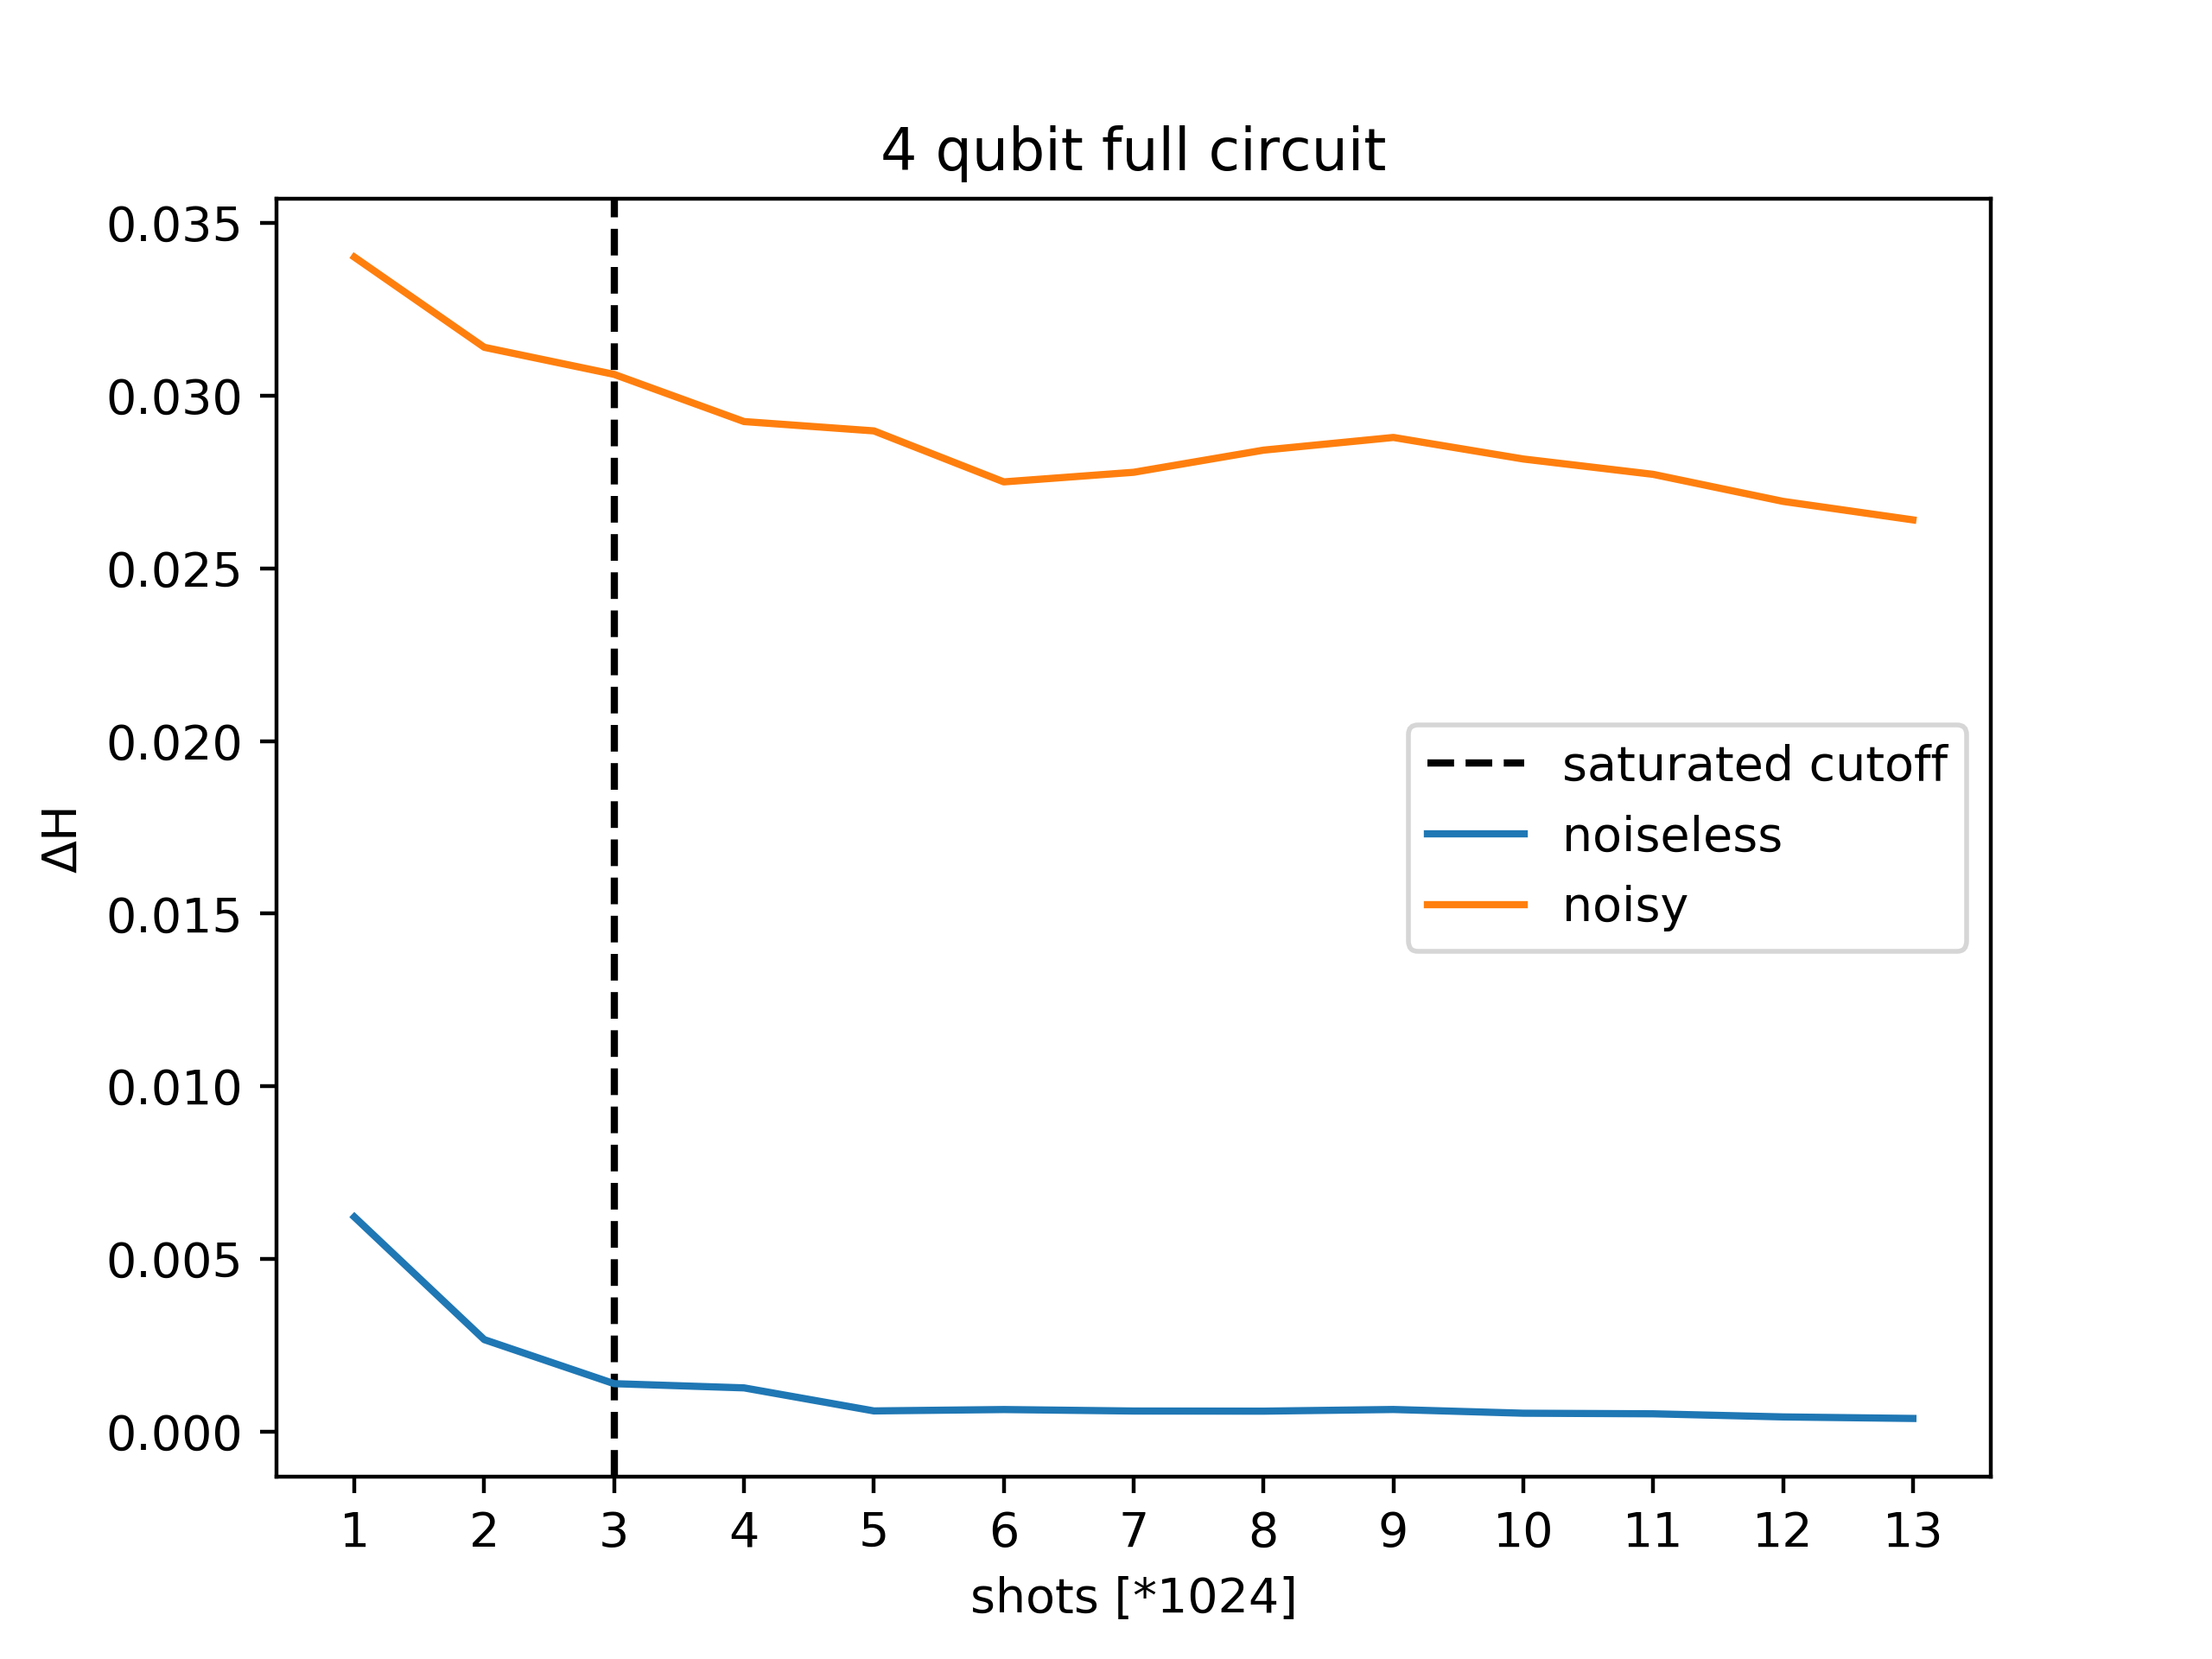 4 qubit full circuit
0.035
0.030
0.025
0.020
0.015
0.010
0.005
0.000
ΔH
saturated cutoff
noiseless
noisy
1 2 3 4 5 6 7 8 9 10 11 12 13
shots [*1024]